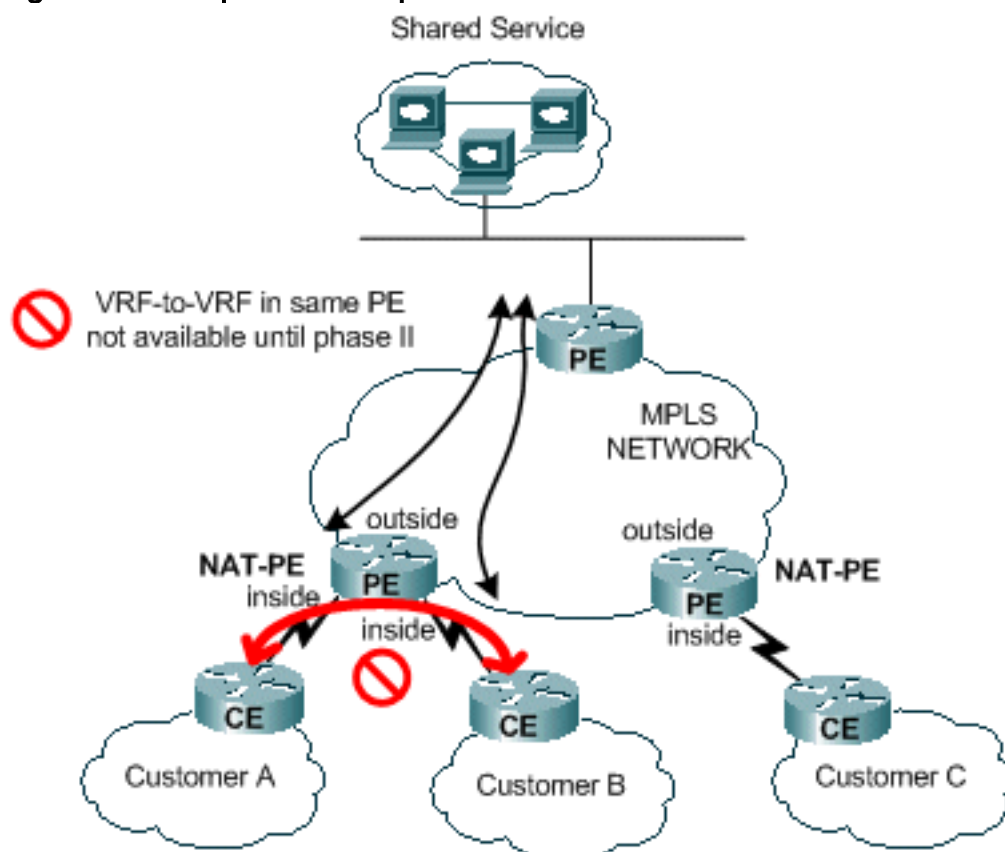 Shared Service
VRF-to-VRF in same PE
not available until phase II
PE
MPLS
NETWORK
outside
outside
NAT-PE
PE
NAT-PE
inside
PE
inside
inside
CE
CE
CE
Customer A
Customer B
Customer C